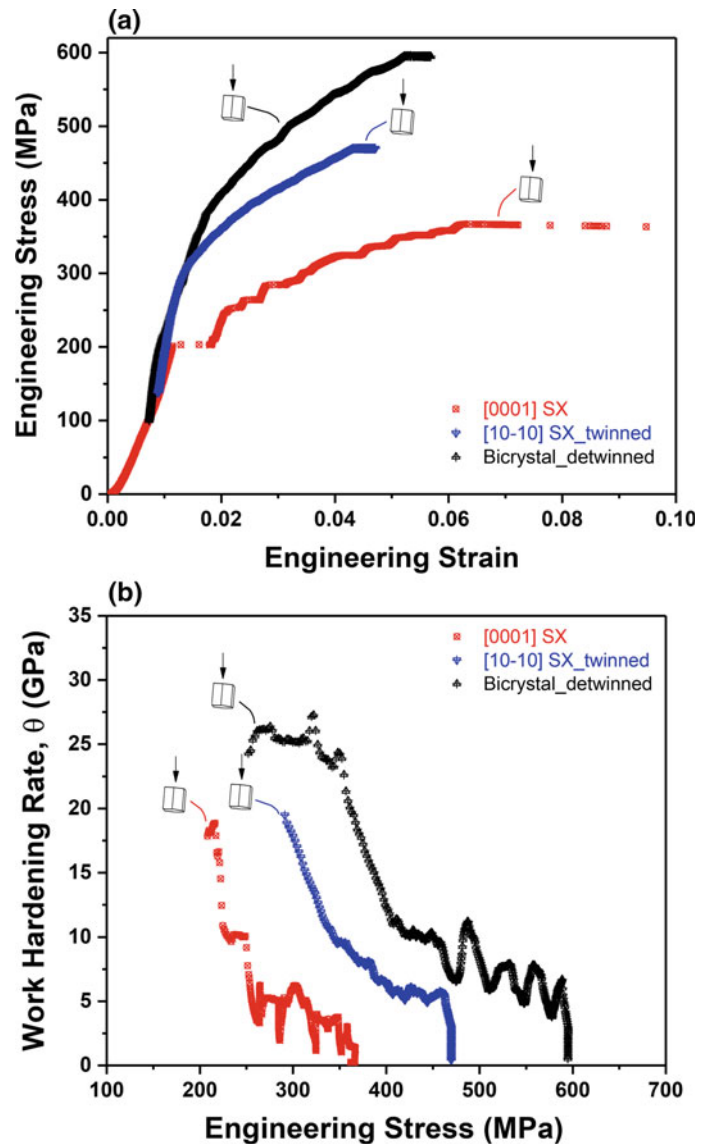 (a)
600
500
400
300
200
100
0
Engineering Stress (MPa)
[0001] SX
[10-10] SX_twinned
Bicrystal_detwinned
0.00 0.02 0.04 0.06 0.08 0.10
Engineering Strain
(b)
35
30
25
20
15
10
5
0
Work Hardening Rate, θ (GPa)
[0001] SX
[10-10] SX_twinned
Bicrystal_detwinned
100 200 300 400 500 600 700
Engineering Stress (MPa)